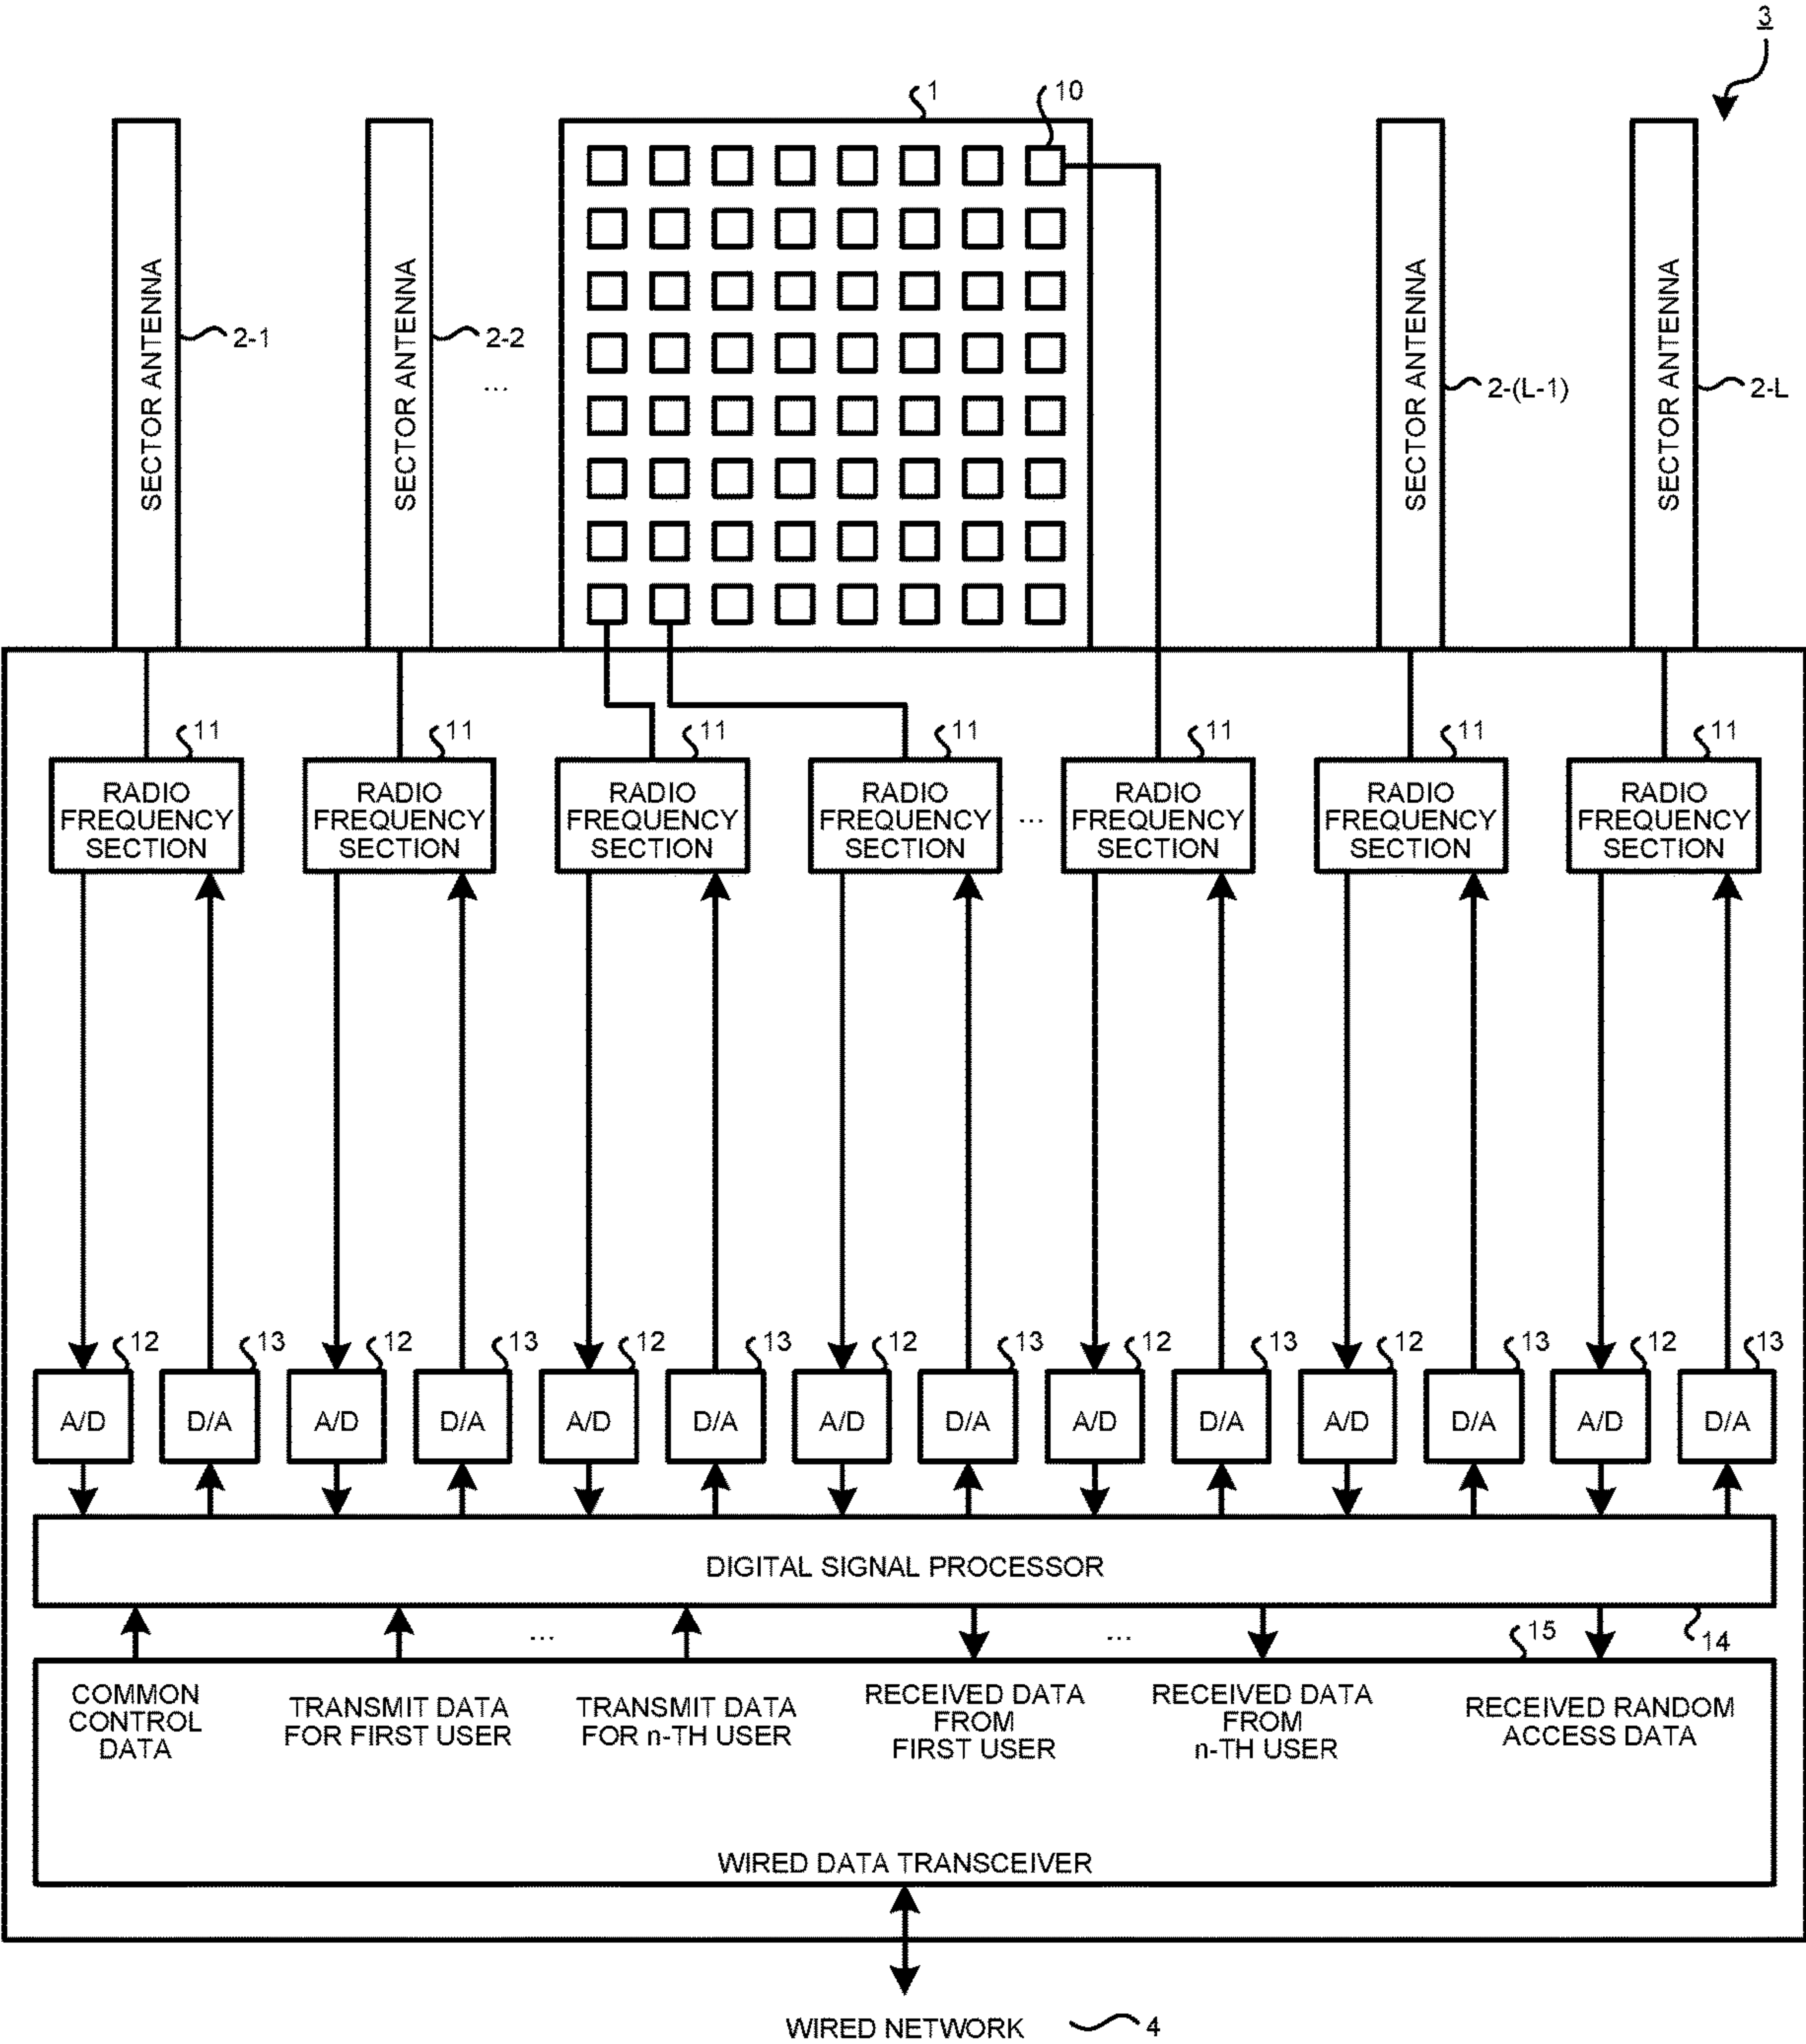 3
1
10
SECTOR ANTENNA
2-1
SECTOR ANTENNA
2-2
...
SECTOR ANTENNA
2-(L-1)
SECTOR ANTENNA
2-L
11
11
11
11
11
11
11
RADIO
FREQUENCY
SECTION
RADIO
FREQUENCY
SECTION
RADIO
FREQUENCY
SECTION
RADIO
FREQUENCY
SECTION
...
RADIO
FREQUENCY
SECTION
RADIO
FREQUENCY
SECTION
RADIO
FREQUENCY
SECTION
12
13
12
13
12
13
12
13
12
13
12
13
12
13
A/D
D/A
A/D
D/A
A/D
D/A
A/D
D/A
A/D
D/A
A/D
D/A
A/D
D/A
DIGITAL SIGNAL PROCESSOR
...
...
15
14
COMMON
CONTROL
DATA
TRANSMIT DATA
FOR FIRST USER
TRANSMIT DATA
FOR n-TH USER
RECEIVED DATA
FROM
FIRST USER
RECEIVED DATA
FROM
n-TH USER
RECEIVED RANDOM
ACCESS DATA
WIRED DATA TRANSCEIVER
WIRED NETWORK
4